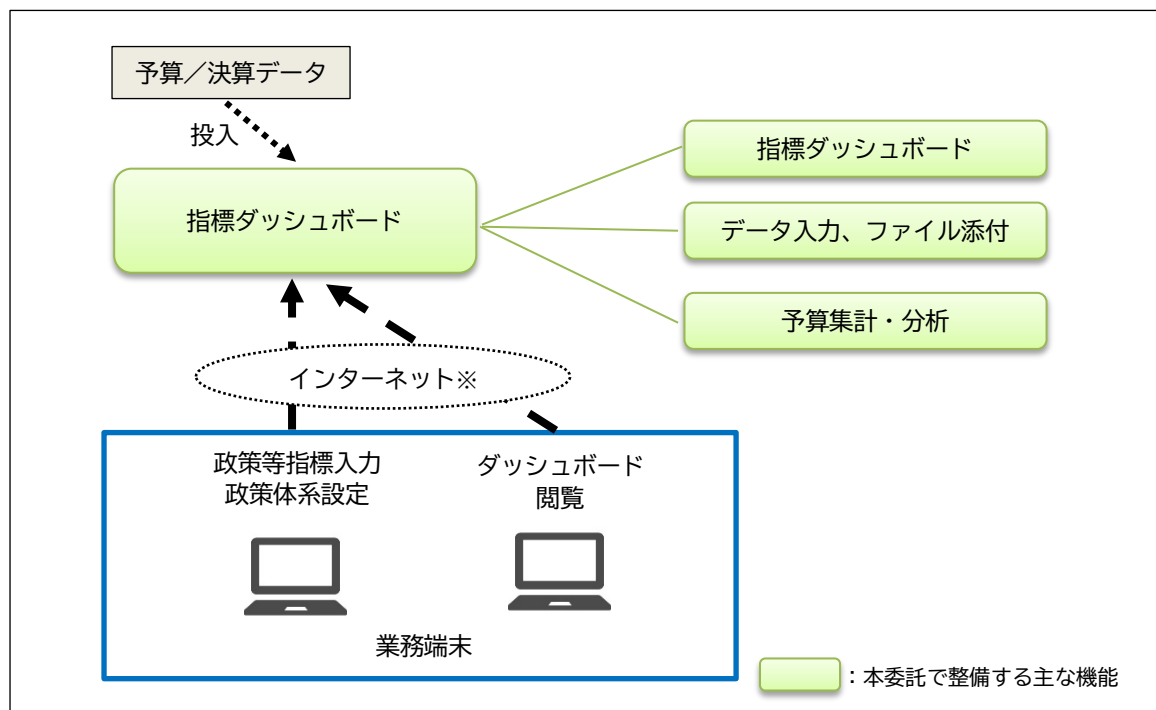 予算／決算データ
投入
指標ダッシュボード
指標ダッシュボード
データ入力、ファイル添付
予算集計・分析
インターネット※
政策等指標入力
政策体系設定
ダッシュボード
閲覧
業務端末
：本委託で整備する主な機能